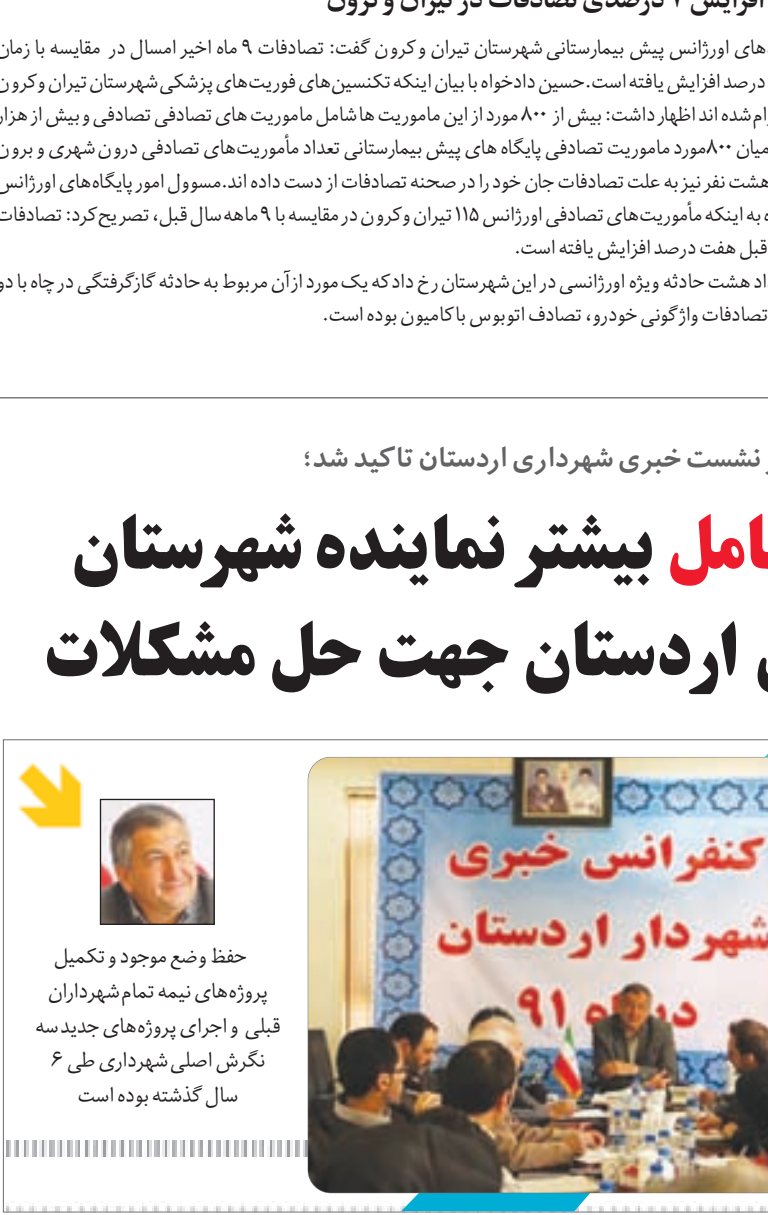 افزایش ۷ درصدی تصادفات در تیران و کرون
های اورژانس پیش بیمارستانی شهرستان تیران وکرون گفت: تصادفات ۹ ماه اخیر امسال در مقایسه با زمان
درصد افزایش یافته است.حسین دادخواه با بیان اینکه تکنسین‌های فوریت‌های پزشکی شهرستان تیران وکرون
شده اند اظهار داشت: بیش از ۸۰۰ مورد از این ماموریت ها شامل ماموریت های تصادفی تصادفی و بیش از هزار
میان ۸۰۰مورد ماموریت تصادفی پایگاه های پیش بیمارستانی تعداد مأموریت‌های تصادفی درون شهری و برون
هشت نفر نیز به علت تصادفات جان خود را در صحنه تصادفات از دست داده اند.مسوول امور پایگاه‌های اورژانس
به اینکه مأموریت‌های تصادفی اورژانس ۱۱۵ تیران وکرون در مقایسه با ۹ ماهه سال قبل، تصریح کرد: تصادفات
قبل هفت درصد افزایش یافته است.
هشت حادثه ویژه اورژانسی در این شهرستان رخ داد که یک مورد از آن مربوط به حادثه گازگرفتگی در چاه با دو
تصادفات واژگونی خودرو، تصادف اتوبوس با کامیون بوده است.
نشست خبری شهرداری اردستان تاکید شد؛
بیشتر نماینده شهرستان
اردستان جهت حل مشکلات
کنفرانس خبری
شهردار اردستان
۹۱
حفظ وضع موجود و تکمیل
پروژه‌های نیمه تمام شهرداران
قبلی و اجرای پروژه‌های جدید سه
نگرش اصلی شهرداری طی ۶
سال گذشته بوده است